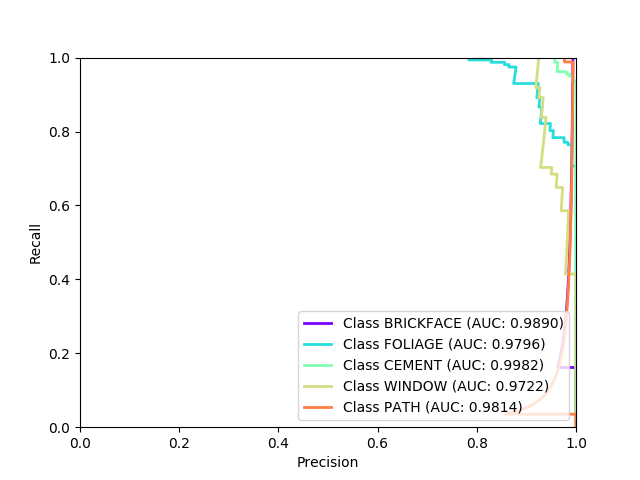 1.0
0.8
0.6
0.4
0.2
0.0
Recall
Class BRICKFACE (AUC: 0.9890)
Class FOLIAGE (AUC: 0.9796)
Class CEMENT (AUC: 0.9982)
Class WINDOW (AUC: 0.9722)
Class PATH (AUC: 0.9814)
0.0 0.2 0.4 0.6 0.8 1.0
Precision